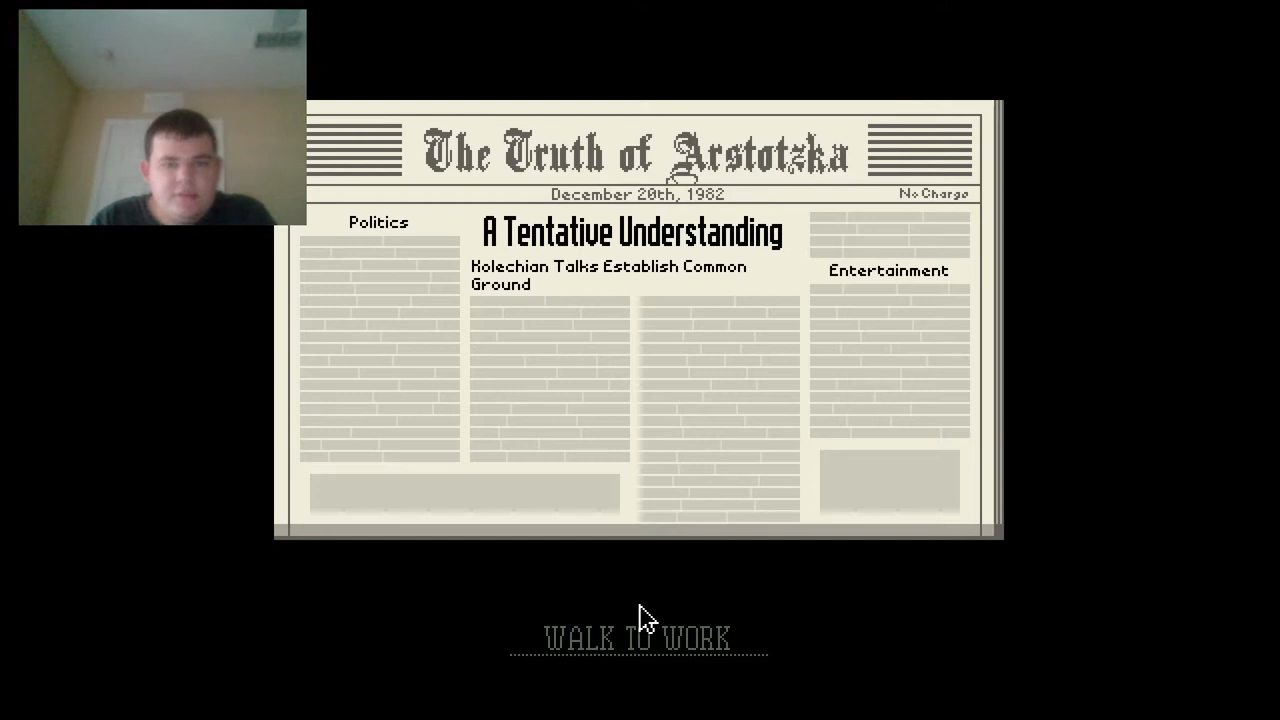 The Truth of Arstotzka
December 20th, 1982
No Charge
Politics
A Tentative Understanding
Kolechian Talks Establish Common
Ground
Entertainment
WALK TO WORK